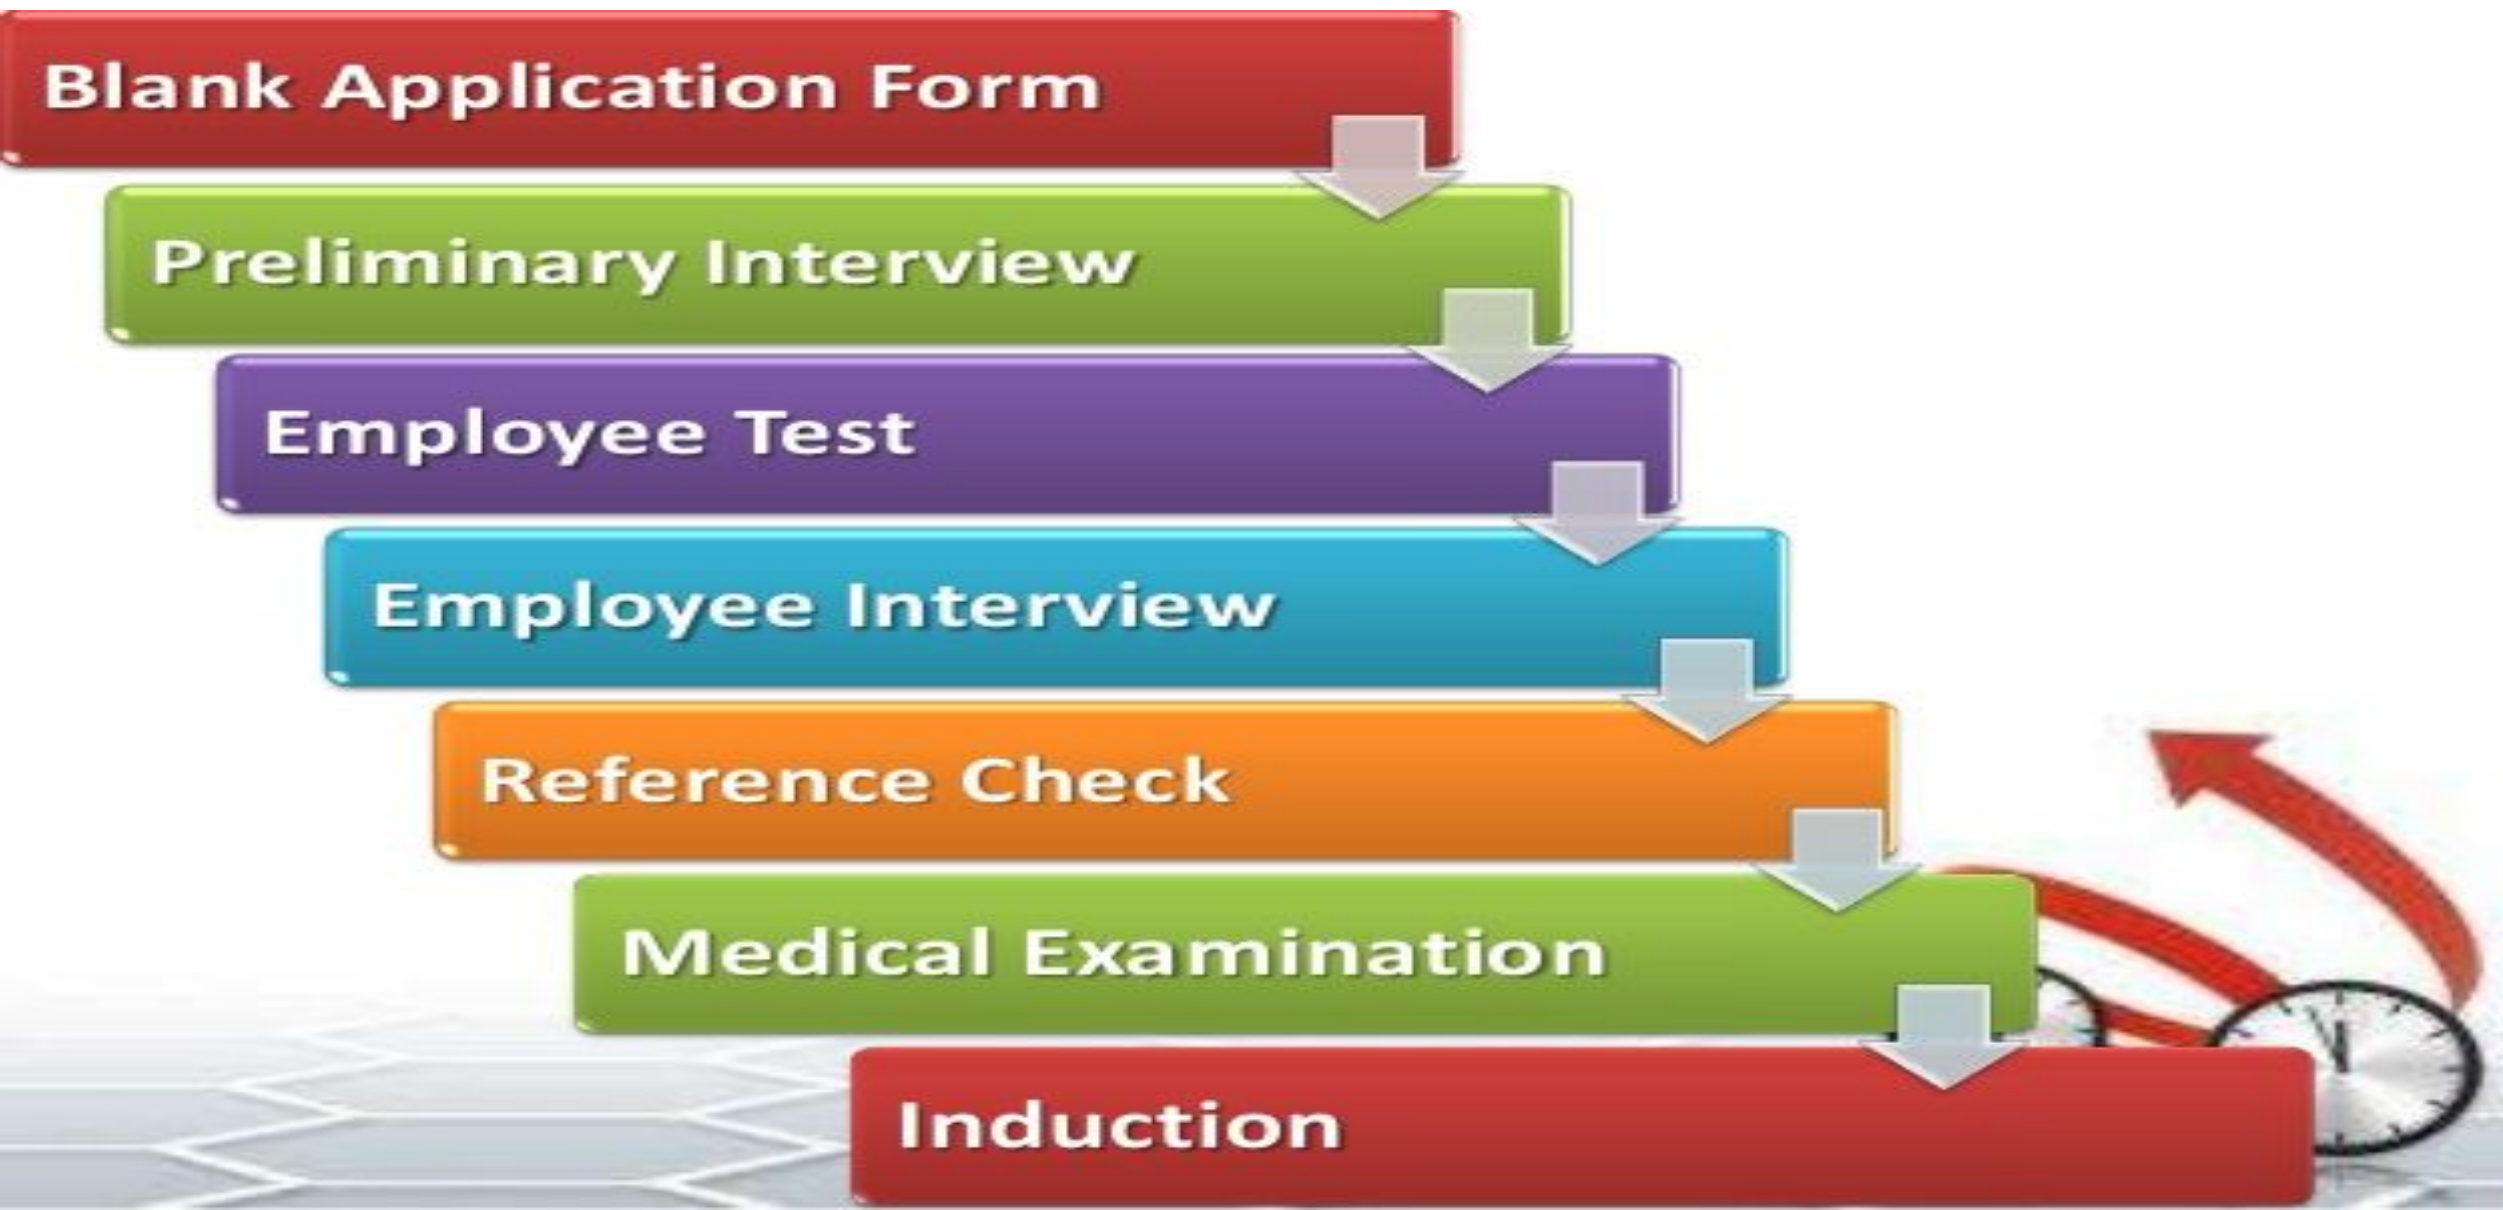 Blank Application Form
Preliminary Interview
Employee Test
Employee Interview
Reference Check
Medical Examination
Induction